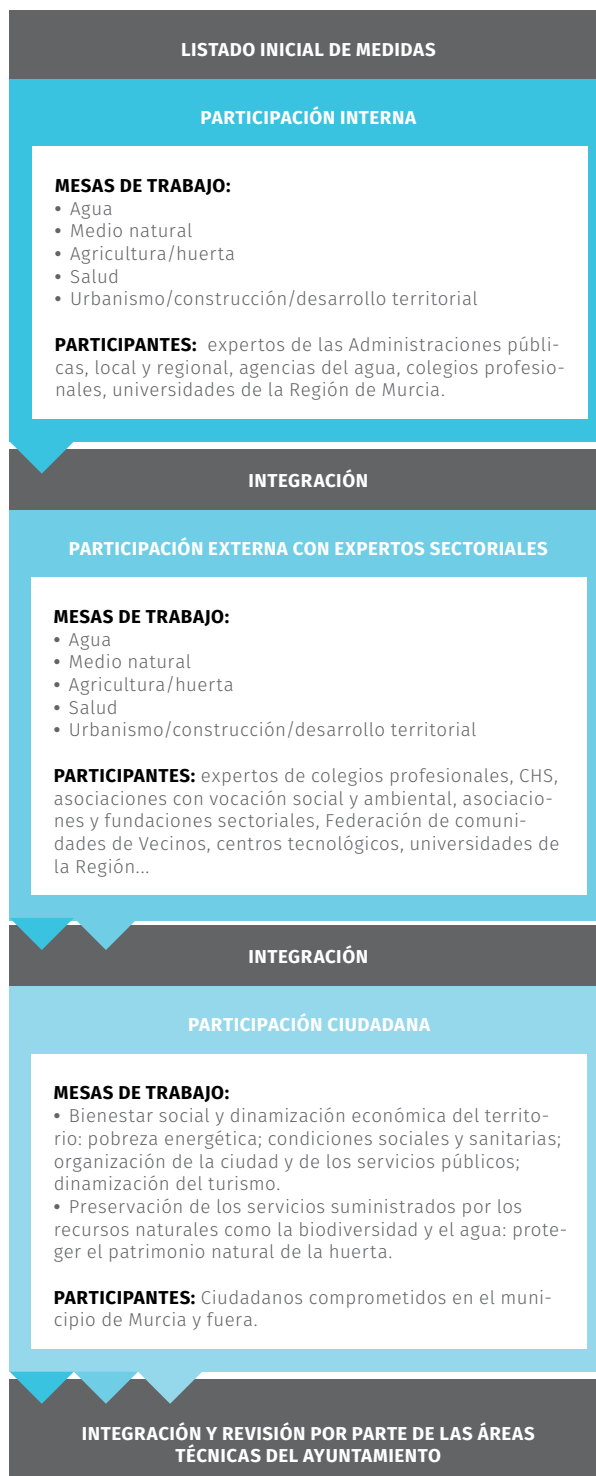 LISTADO INICIAL DE MEDIDAS
PARTICIPACIÓN INTERNA
MESAS DE TRABAJO:
• Agua
• Medio natural
• Agricultura/huerta
• Salud
• Urbanismo/construcción/desarrollo territorial
PARTICIPANTES: expertos de las Administraciones públi-
cas, local y regional, agencias del agua, colegios profesio-
nales, universidades de la Región de Murcia.
INTEGRACIÓN
PARTICIPACIÓN EXTERNA CON EXPERTOS SECTORIALES
MESAS DE TRABAJO:
• Agua
• Medio natural
• Agricultura/huerta
• Salud
• Urbanismo/construcción/desarrollo territorial
PARTICIPANTES: expertos de colegios profesionales, CHS,
asociaciones con vocación social y ambiental, asociacio-
nes y fundaciones sectoriales, Federación de comuni-
dades de Vecinos, centros tecnológicos, universidades de
la Región...
INTEGRACIÓN
PARTICIPACIÓN CIUDADANA
MESAS DE TRABAJO:
• Bienestar social y dinamización económica del territo-
rio: pobreza energética; condiciones sociales y sanitarias;
organización de la ciudad y de los servicios públicos;
dinamización del turismo.
• Preservación de los servicios suministrados por los
recursos naturales como la biodiversidad y el agua: prote-
ger el patrimonio natural de la huerta.
PARTICIPANTES: Ciudadanos comprometidos en el muni-
cipio de Murcia y fuera.
INTEGRACIÓN Y REVISIÓN POR PARTE DE LAS ÁREAS
TÉCNICAS DEL AYUNTAMIENTO